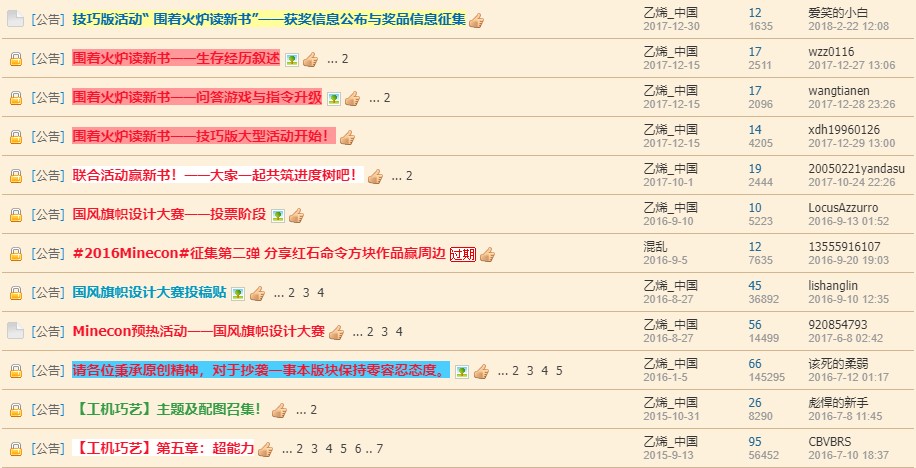 [公告] 技巧版活动“ 围着火炉读新书”——获奖信息公布与奖品信息征集 乙烯_中国 12 爱笑的小白
2017-12-30 1635 2018-2-22 12:08
[公告] 围着火炉读新书——生存经历叙述 ... 2 乙烯_中国 17 wzz0116
2017-12-15 2511 2017-12-27 13:06
[公告] 围着火炉读新书——问答游戏与指令升级 ... 2 乙烯_中国 17 wangtianen
2017-12-15 2096 2017-12-28 23:26
[公告] 围着火炉读新书——技巧版大型活动开始！ 乙烯_中国 14 xdh19960126
2017-12-15 4205 2017-12-29 13:00
[公告] 联合活动赢新书！——大家一起共筑进度树吧！ ... 2 乙烯_中国 19 20050221yandasu
2017-10-1 2444 2017-10-24 22:26
[公告] 国风旗帜设计大赛——投票阶段 乙烯_中国 10 LocusAzzurro
2016-9-10 5223 2016-9-13 01:52
[公告] #2016Minecon#征集第二弹 分享红石命令方块作品赢周边 过期 混乱 12 13555916107
2016-9-5 7635 2016-9-20 19:03
[公告] 国风旗帜设计大赛投稿贴 ... 2 3 4 乙烯_中国 45 lishanglin
2016-8-27 36892 2016-9-10 12:35
[公告] Minecon预热活动——国风旗帜设计大赛 ... 2 3 4 乙烯_中国 56 920854793
2016-8-27 14499 2017-6-8 02:42
[公告] 请各位秉承原创精神，对于抄袭一事本版块保持零容忍态度。 ... 2 3 4 5 乙烯_中国 66 该死的柔弱
2016-1-5 145295 2016-7-12 01:17
[公告] 【工机巧艺】主题及配图召集！ ... 2 乙烯_中国 26 彪悍的新手
2015-10-31 8290 2016-7-8 11:45
[公告] 【工机巧艺】第五章：超能力 ... 2 3 4 5 6 .. 7 乙烯_中国 95 CBVBRS
2015-9-13 56452 2016-7-10 18:37